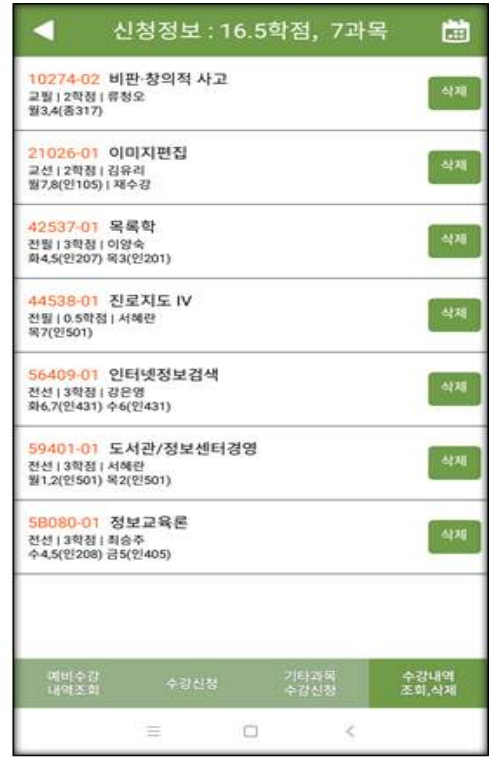 신청정보 : 16.5학점, 7과목
10274-02 비판·창의적 사고
교필 | 2학점 | 류청오
월3,4(종317)
삭제
21026-01 이미지편집
교선 | 2학점 | 김유리
월7,8(인105) | 재수강
삭제
42537-01 목록학
전필 | 3학점 | 이양숙
화4,5(인207) 목3(인201)
삭제
44538-01 진로지도 IV
전필 | 0.5학점 | 서혜란
목7(인501)
삭제
56409-01 인터넷정보검색
전선 | 3학점 | 강은영
화6,7(인431) 수6(인431)
삭제
59401-01 도서관/정보센터경영
전선 | 3학점 | 서혜란
월1,2(인501) 목2(인501)
삭제
5B080-01 정보교육론
전선 | 3학점 | 최승주
수4,5(인208) 금5(인405)
삭제
예비수강
내역조회
수강신청
기타과목
수강신청
수강내역
조회,삭제